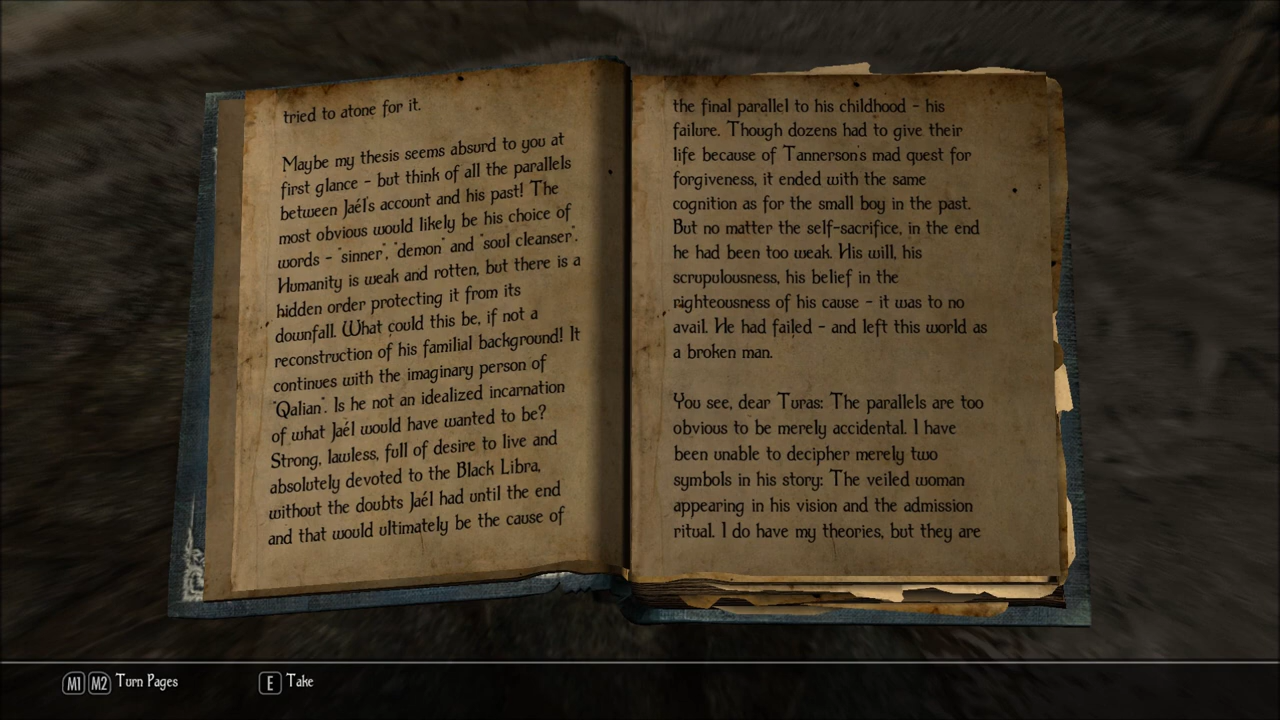 tried to atone for it.
Maybe my thesis seems absurd to you at
first glance - but think of all the parallels
between Jaél's account and his past! The
most obvious would likely be his choice of
words - "sinner", "demon" and "soul cleanser".
Humanity is weak and rotten, but there is a
hidden order protecting it from its
downfall. What could this be, if not a
reconstruction of his familial background! It
continues with the imaginary person of
"Qalian". Is he not an idealized incarnation
of what Jaél would have wanted to be?
Strong, lawless, full of desire to live and
absolutely devoted to the Black Libra,
without the doubts Jaél had until the end
and that would ultimately be the cause of
the final parallel to his childhood - his
failure. Though dozens had to give their
life because of Tannerson's mad quest for
forgiveness, it ended with the same
cognition as for the small boy in the past.
But no matter the self-sacrifice, in the end
he had been too weak. His will, his
scrupulousness, his belief in the
righteousness of his cause - it was to no
avail. He had failed - and left this world as
a broken man.
You see, dear Turas: The parallels are too
obvious to be merely accidental. I have
been unable to decipher merely two
symbols in his story: The veiled woman
appearing in his vision and the admission
ritual. I do have my theories, but they are
M1 M2 Turn Pages
E Take